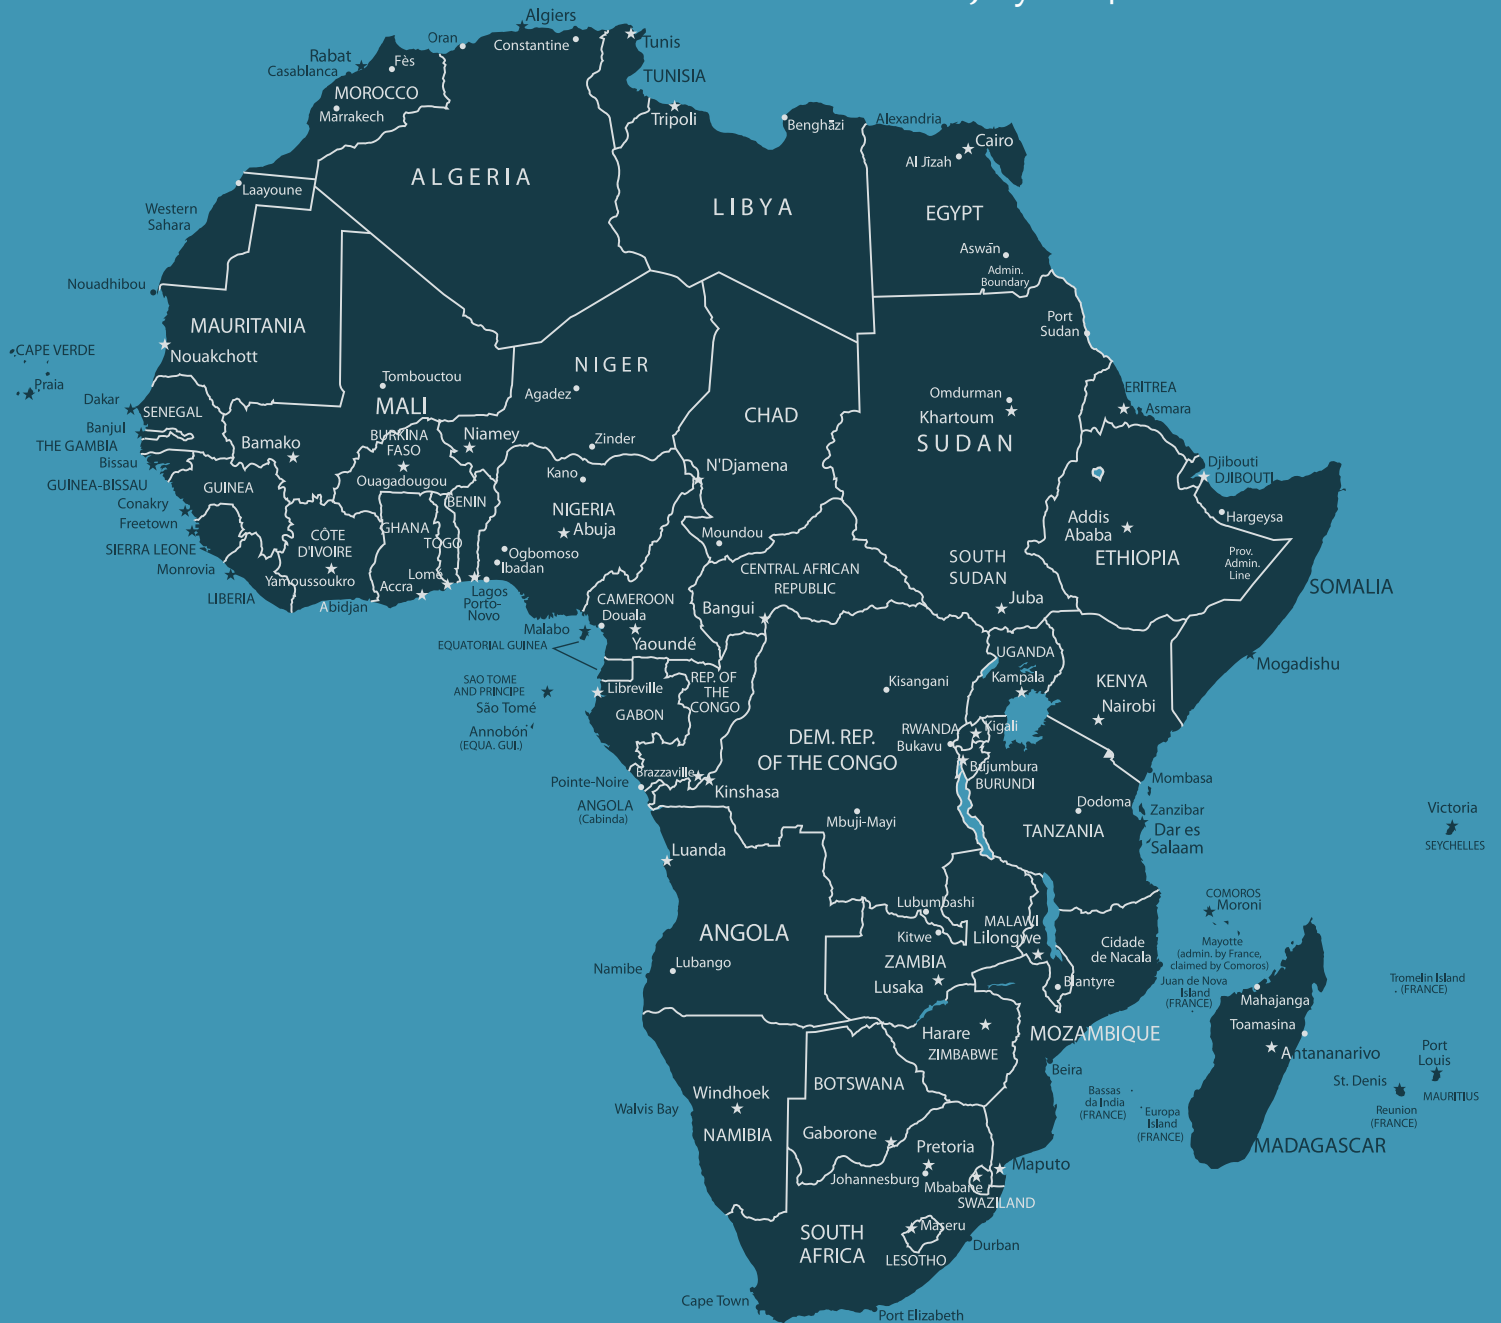 Algiers
Oran
Constantine
Tunis
Rabat
Casablanca
Fès
TUNISIA
MOROCCO
Marrakech
Tripoli
Benghāzi
Alexandria
Cairo
Al Jīzah
ALGERIA
Laayoune
LIBYA
Western
Sahara
EGYPT
Aswān
Admin.
Boundary
Nouadhibou
Port
Sudan
MAURITANIA
Nouakchott
CAPE VERDE
Praia
NIGER
Tombouctou
Agadez
Omdurman
ERITREA
Dakar
SENEGAL
MALI
CHAD
Khartoum
Asmara
Banjul
THE GAMBIA
Bamako
BURKINA
FASO
Niamey
Zinder
SUDAN
Bissau
GUINEA-BISSAU
GUINEA
Ouagadougou
Kano
N'Djamena
Djibouti
DJIBOUTI
Conakry
Freetown
BENIN
NIGERIA
Abuja
Hargeysa
GHANA
TOGO
CÔTE
D'IVOIRE
Moundou
Addis
Ababa
SIERRA LEONE
Ogbomoso
Ibadan
ETHIOPIA
Prov.
Admin.
Line
Monrovia
Yamoussoukro
Lomé
Accra
CENTRAL AFRICAN
REPUBLIC
SOUTH
SUDAN
SOMALIA
LIBERIA
Abidjan
Lagos
Porto-
Novo
CAMEROON
Douala
Bangui
Juba
Malabo
EQUATORIAL GUINEA
Yaoundé
UGANDA
Mogadishu
SAO TOME
AND PRINCIPE
São Tomé
Libreville
REP. OF
THE
CONGO
Kisangani
Kampala
KENYA
Nairobi
GABON
Annobón
(EQUA. GUI.)
DEM. REP.
OF THE CONGO
RWANDA
Kigali
Bukavu
Bujumbura
BURUNDI
Pointe-Noire
Brazzaville
Kinshasa
Mombasa
ANGOLA
(Cabinda)
Mbuji-Mayi
Dodoma
TANZANIA
Zanzibar
Dar es
Salaam
Victoria
SEYCHELLES
Luanda
Lubumbashi
MALAWI
Lilongwe
COMOROS
Moroni
ANGOLA
Kitwe
ZAMBIA
Cidade
de Nacala
Mayotte
(admin. by France,
claimed by Comoros)
Namibe
Lubango
Lusaka
Blantyre
Juan de Nova
Island
(FRANCE)
Tromelin Island
(FRANCE)
Mahajanga
Toamasina
Harare
ZIMBABWE
MOZAMBIQUE
Antananarivo
Port
Louis
MAURITIUS
Beira
St. Denis
Reunion
(FRANCE)
Windhoek
BOTSWANA
Bassas
da India
(FRANCE)
Europa
Island
(FRANCE)
Walvis Bay
NAMIBIA
Gaborone
Pretoria
MADAGASCAR
Johannesburg
Mbabane
Maputo
SWAZILAND
SOUTH
AFRICA
Maseru
LESOTHO
Durban
Cape Town
Port Elizabeth